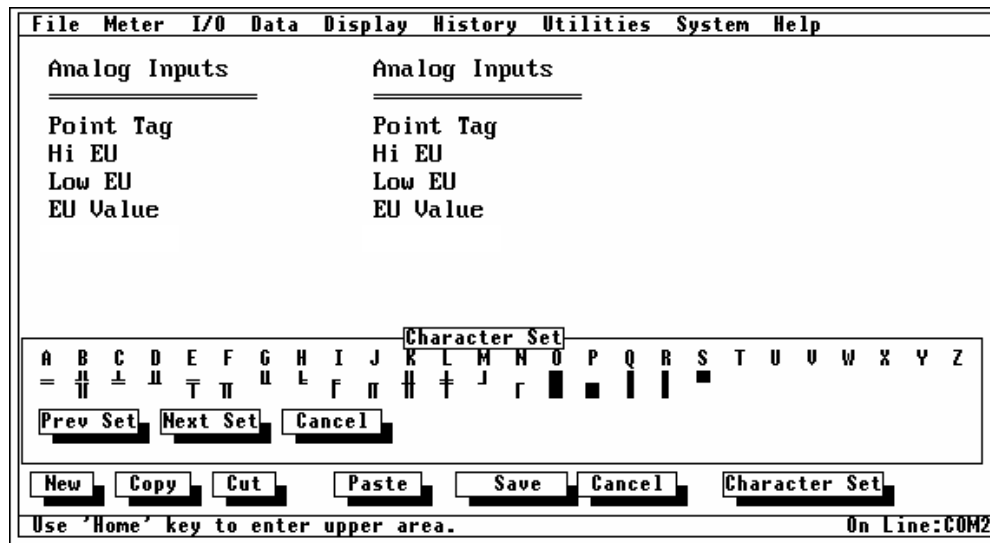 File Meter I/O Data Display History Utilities System Help
Analog Inputs Analog Inputs
Point Tag Point Tag
Hi EU Hi EU
Low EU Low EU
EU Value EU Value
Character Set
A B C D E F G H I J K L M N O P Q R S T U V W X Y Z
═ ╬ ╧ ╨ ╤ ╥ ╙ ╘ ╒ ╓ ╫ ╪ ┘ ┌ █ ▄ ▌ ▐ ▀
Prev Set Next Set Cancel
New Copy Cut Paste Save Cancel Character Set
Use 'Home' key to enter upper area. On Line:COM2